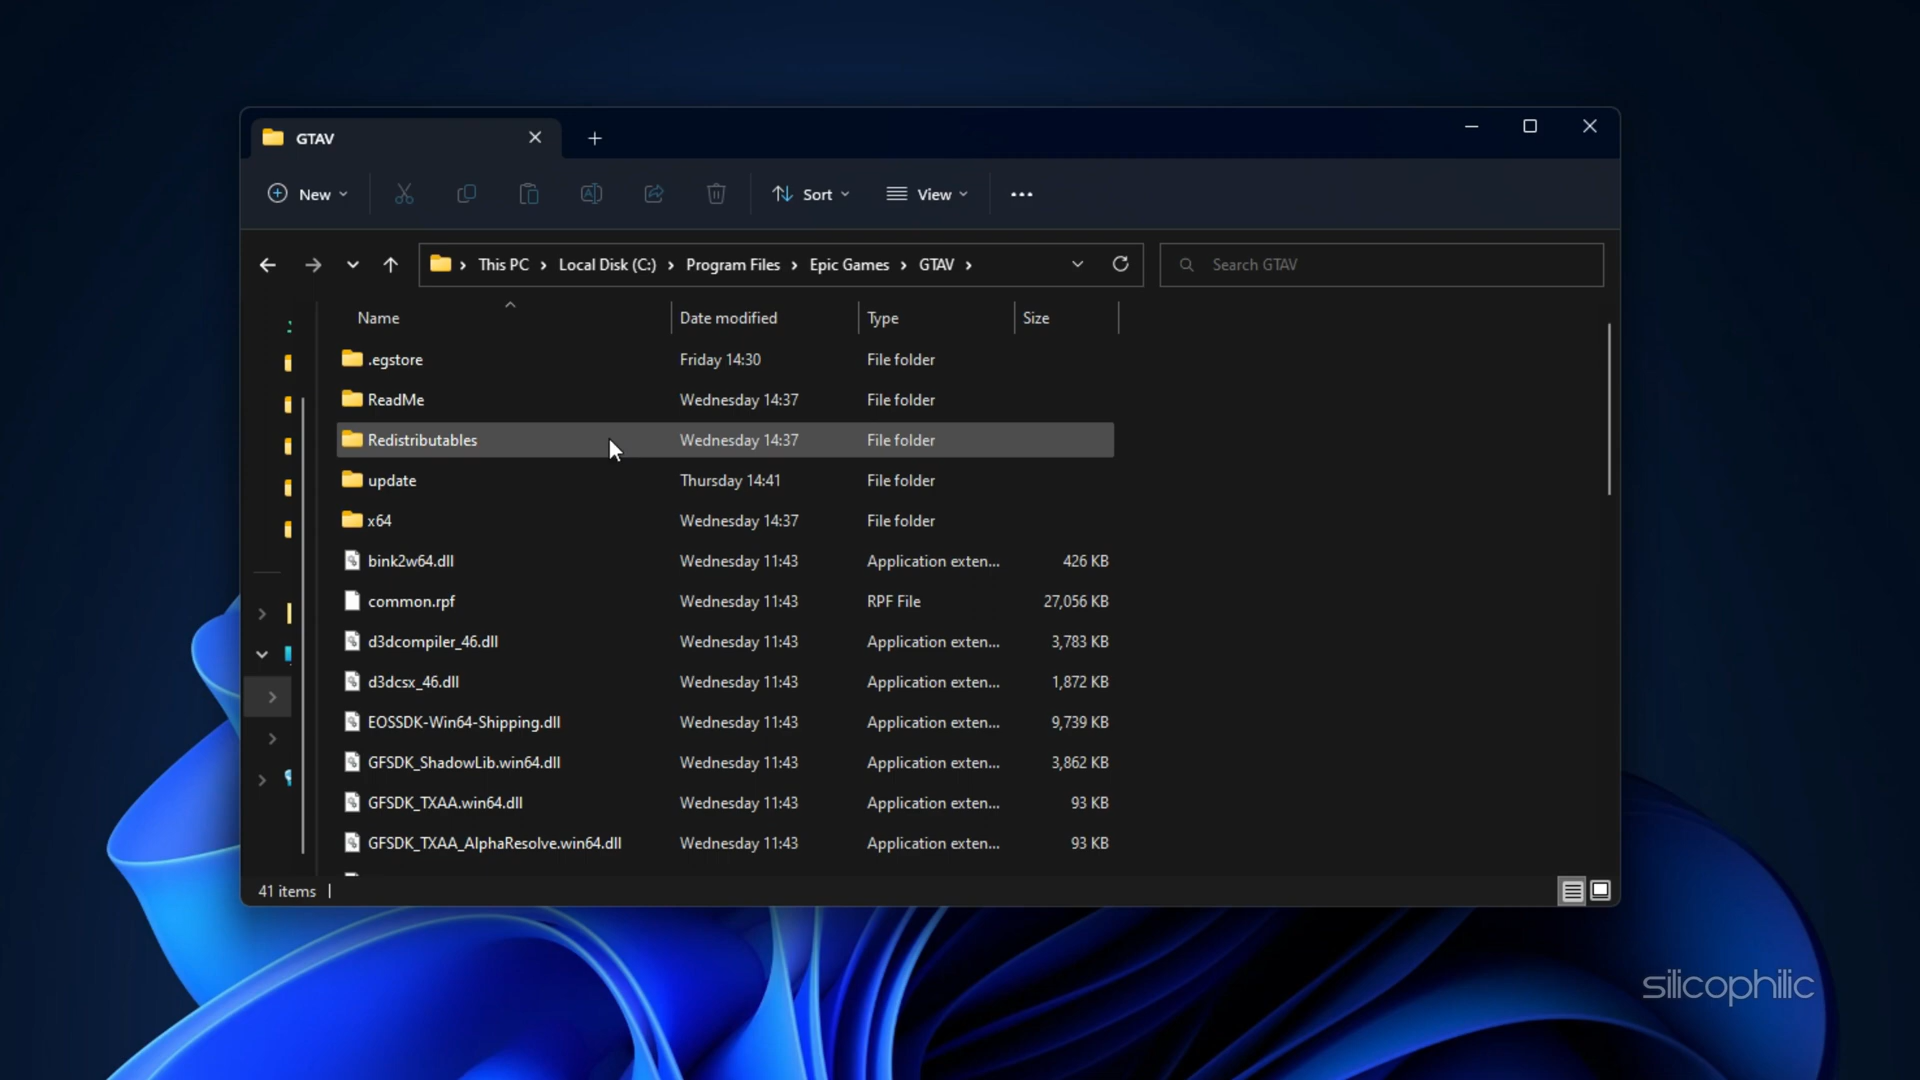 GTAV
New Sort View
This PC Local Disk (C:) Program Files Epic Games GTAV Search GTAV
Name Date modified Type Size
.egstore Friday 14:30 File folder
ReadMe Wednesday 14:37 File folder
Redistributables Wednesday 14:37 File folder
update Thursday 14:41 File folder
x64 Wednesday 14:37 File folder
bink2w64.dll Wednesday 11:43 Application exten... 426 KB
common.rpf Wednesday 11:43 RPF File 27,056 KB
d3dcompiler_46.dll Wednesday 11:43 Application exten... 3,783 KB
d3dcsx_46.dll Wednesday 11:43 Application exten... 1,872 KB
EOSSDK-Win64-Shipping.dll Wednesday 11:43 Application exten... 9,739 KB
GFSDK_ShadowLib.win64.dll Wednesday 11:43 Application exten... 3,862 KB
GFSDK_TXAA.win64.dll Wednesday 11:43 Application exten... 93 KB
GFSDK_TXAA_AlphaResolve.win64.dll Wednesday 11:43 Application exten... 93 KB
41 items
silicophilic